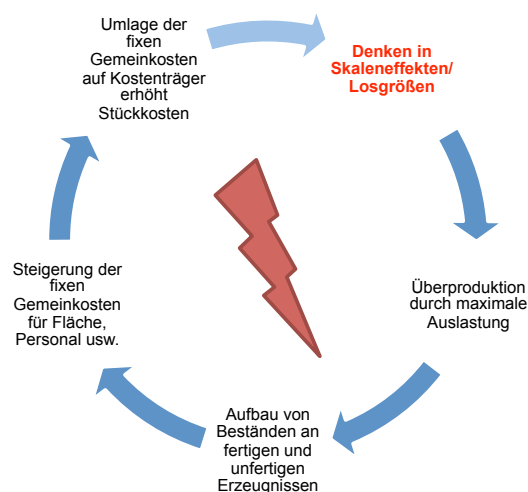 Umlage der
fixen
Gemeinkosten
auf Kostenträger
erhöht
Stückkosten
Denken in
Skaleneffekten/
Losgrößen
Überproduktion
durch maximale
Auslastung
Aufbau von
Beständen an
fertigen und
unfertigen
Erzeugnissen
Steigerung der
fixen
Gemeinkosten
für Fläche,
Personal usw.